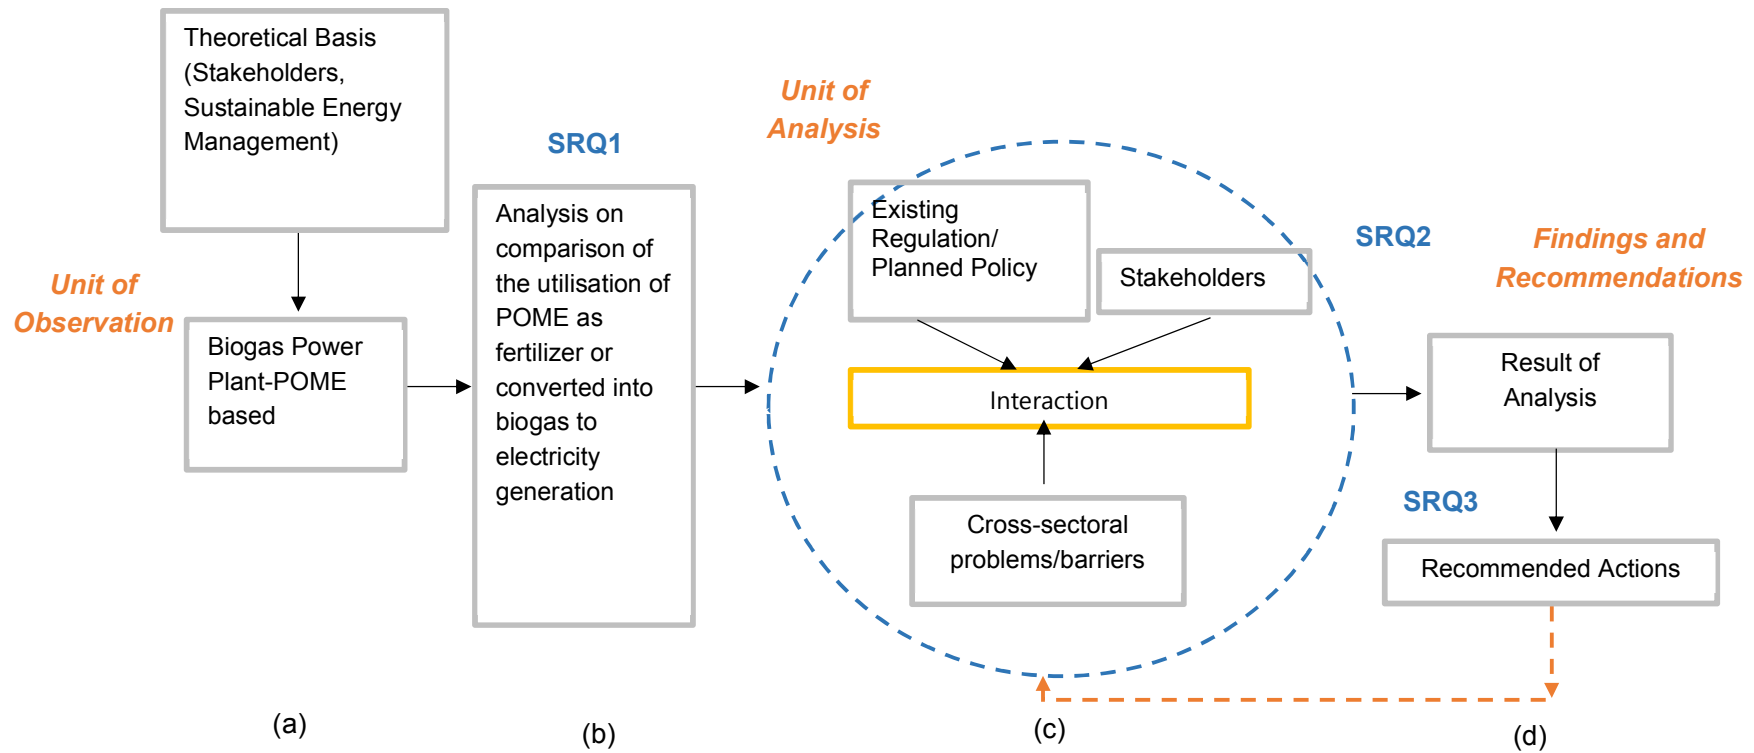 Theoretical Basis
(Stakeholders,
Sustainable Energy
Management)
Unit of
Observation
Biogas Power
Plant-POME
based
SRQ1
Analysis on
comparison of
the utilisation of
POME as
fertilizer or
converted into
biogas to
electricity
generation
Unit of
Analysis
Existing
Regulation/
Planned Policy
Stakeholders
Interaction
Cross-sectoral
problems/barriers
SRQ2
Findings and
Recommendations
Result of
Analysis
SRQ3
Recommended Actions
(a)
(b)
(c)
(d)